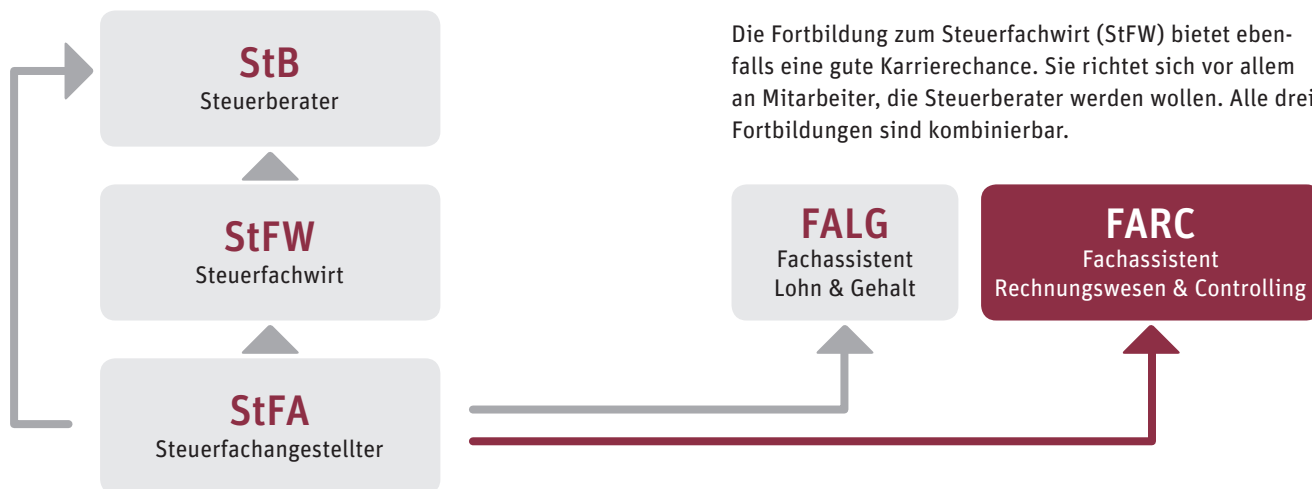 StB
Steuerberater
StFW
Steuerfachwirt
StFA
Steuerfachangestellter
Die Fortbildung zum Steuerfachwirt (StFW) bietet eben-
falls eine gute Karrierechance. Sie richtet sich vor allem
an Mitarbeiter, die Steuerberater werden wollen. Alle drei
Fortbildungen sind kombinierbar.
FALG
Fachassistent
Lohn & Gehalt
FARC
Fachassistent
Rechnungswesen & Controlling